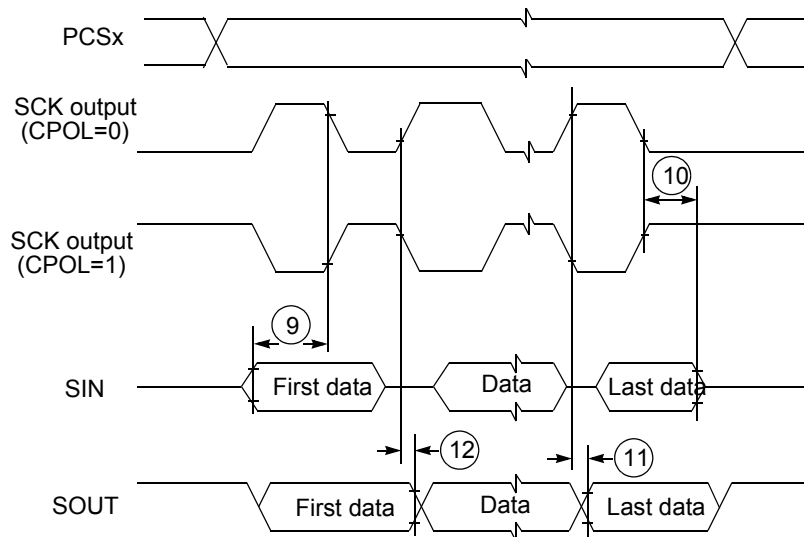 PCSx
SCK output
(CPOL=0)
10
SCK output
(CPOL=1)
9
SIN
First data
Data
Last data
12
11
SOUT
First data
Data
Last data